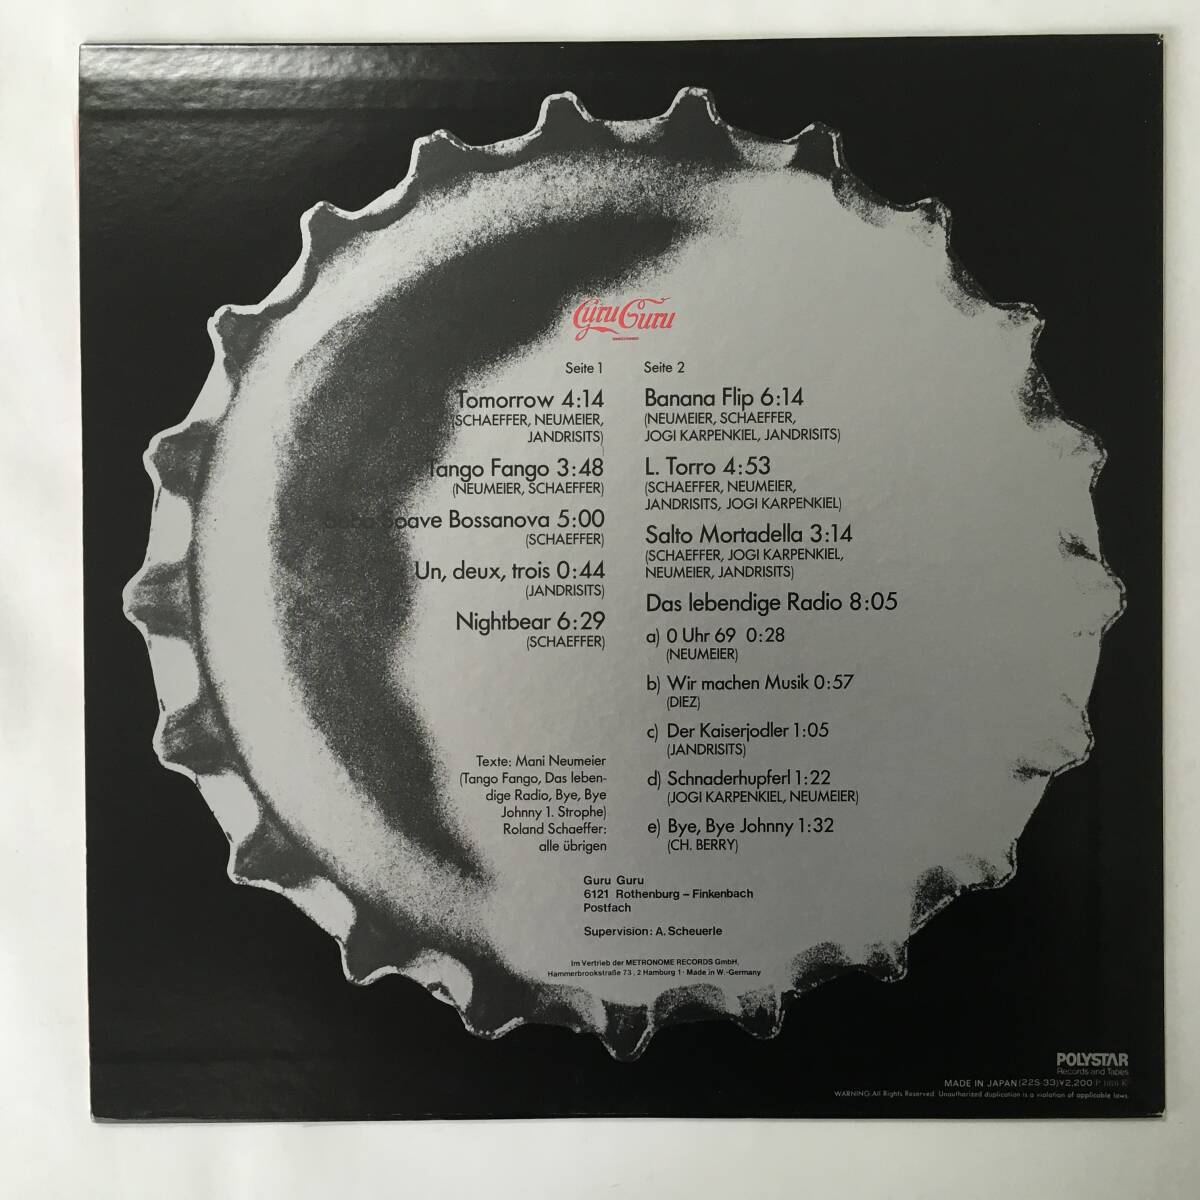 Guru Guru
Seite 1
Tomorrow 4:14
(SCHAEFFER, NEUMEIER,
JANDRISITS)
Tango Fango 3:48
(NEUMEIER, SCHAEFFER)
Soave Bossanova 5:00
(SCHAEFFER)
Un, deux, trois 0:44
(JANDRISITS)
Nightbear 6:29
(SCHAEFFER)
Texte: Mani Neumeier
(Tango Fango, Das leben-
dige Radio, Bye, Bye
Johnny 1. Strophe)
Roland Schaeffer:
alle übrigen
Seite 2
Banana Flip 6:14
(NEUMEIER, SCHAEFFER,
JOGI KARPENKIEL, JANDRISITS)
L. Torro 4:53
(SCHAEFFER, NEUMEIER,
JANDRISITS, JOGI KARPENKIEL)
Salto Mortadella 3:14
(SCHAEFFER, JOGI KARPENKIEL,
NEUMEIER, JANDRISITS)
Das lebendige Radio 8:05
a) 0 Uhr 69 0:28
(NEUMEIER)
b) Wir machen Musik 0:57
(DIEZ)
c) Der Kaiserjodler 1:05
(JANDRISITS)
d) Schnaderhupferl 1:22
(JOGI KARPENKIEL, NEUMEIER)
e) Bye, Bye Johnny 1:32
(CH. BERRY)
Guru Guru
6121 Rothenburg – Finkenbach
Postfach
Supervision: A. Scheuerle
Im Vertrieb der METRONOME RECORDS GmbH,
Hammerbrookstraße 73, 2 Hamburg 1 · Made in W.-Germany
POLYSTAR
Records and Tapes
MADE IN JAPAN (22S-33) ¥2,200
WARNING: All Rights Reserved. Unauthorized duplication is a violation of applicable laws.